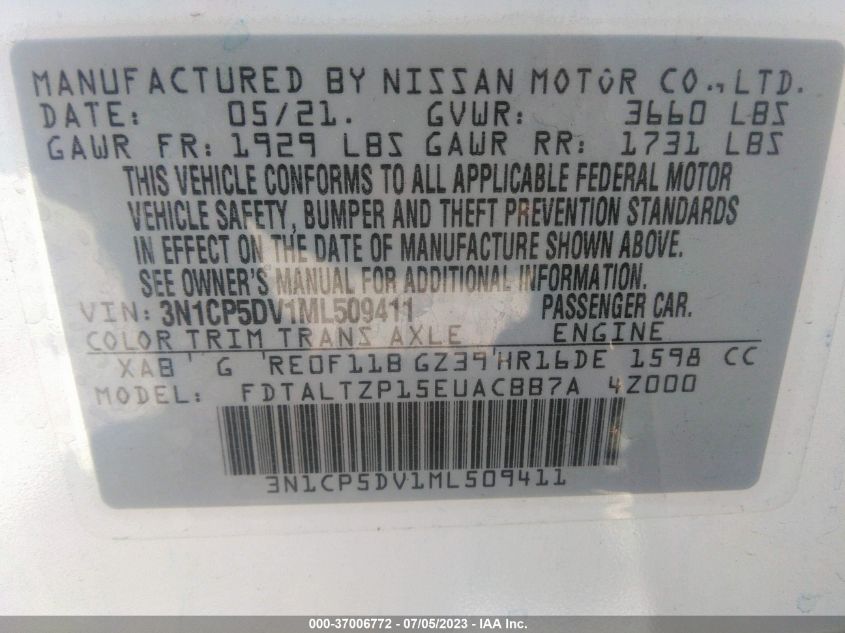 MANUFACTURED BY NISSAN MOTOR CO., LTD.
DATE: 05/21. GVWR: 3660 LBS
GAWR FR: 1929 LBS GAWR RR: 1731 LBS
THIS VEHICLE CONFORMS TO ALL APPLICABLE FEDERAL MOTOR
VEHICLE SAFETY, BUMPER AND THEFT PREVENTION STANDARDS
IN EFFECT ON THE DATE OF MANUFACTURE SHOWN ABOVE.
SEE OWNER'S MANUAL FOR ADDITIONAL INFORMATION.
VIN: 3N1CP5DV1ML509411 PASSENGER CAR.
COLOR TRIM TRANS AXLE ENGINE
XAB G RE0F11B GZ39 HR16DE 1598 CC
MODEL: FDTALTZP15EUACBB7A 4Z000
3N1CP5DV1ML509411
000-37006772 - 07/05/2023 - IAA Inc.